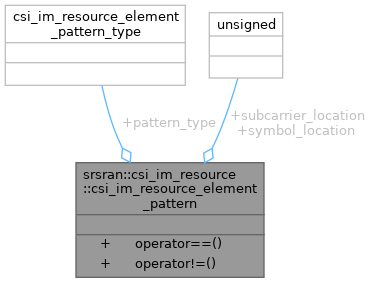 csi_im_resource_element
_pattern_type
unsigned
+pattern_type
+subcarrier_location
+symbol_location
srsran::csi_im_resource
::csi_im_resource_element
_pattern
+ operator==()
+ operator!=()